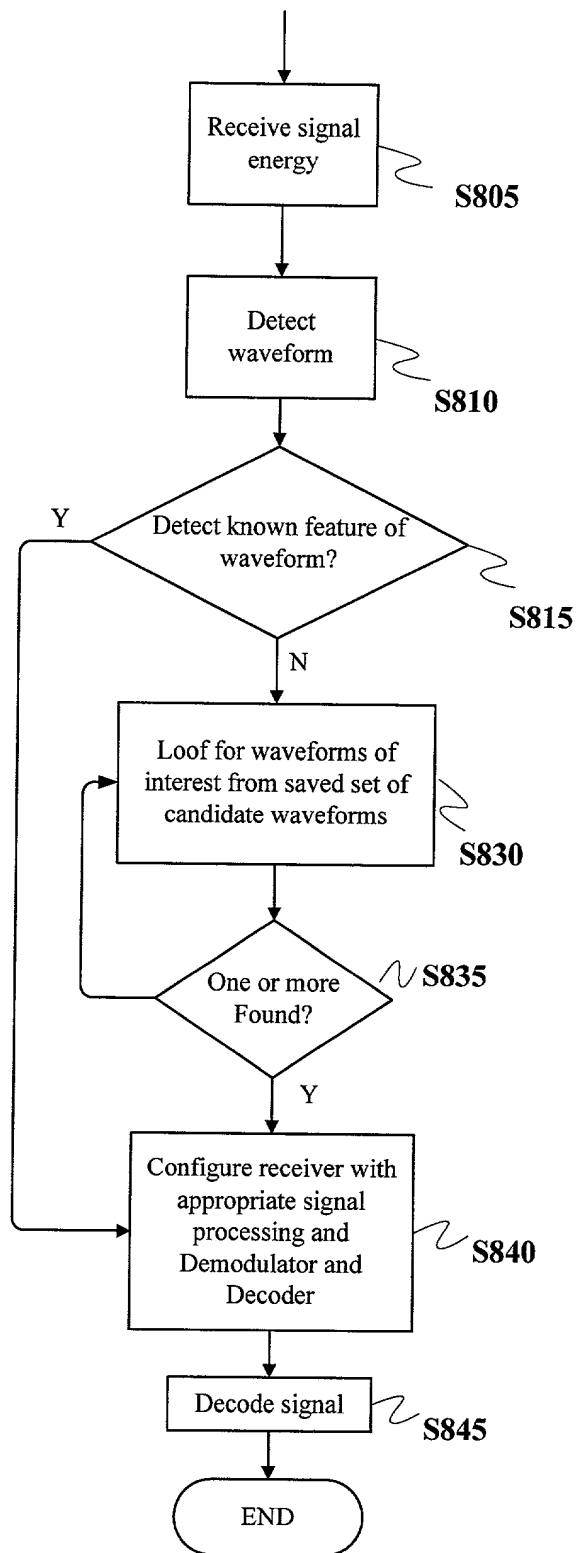 Receive signal
energy
S805
Detect
waveform
S810
Y
Detect known feature of
waveform?
S815
N
Loof for waveforms of
interest from saved set of
candidate waveforms
S830
One or more
Found?
S835
Y
Configure receiver with
appropriate signal
processing and
Demodulator and
Decoder
S840
Decode signal
S845
END